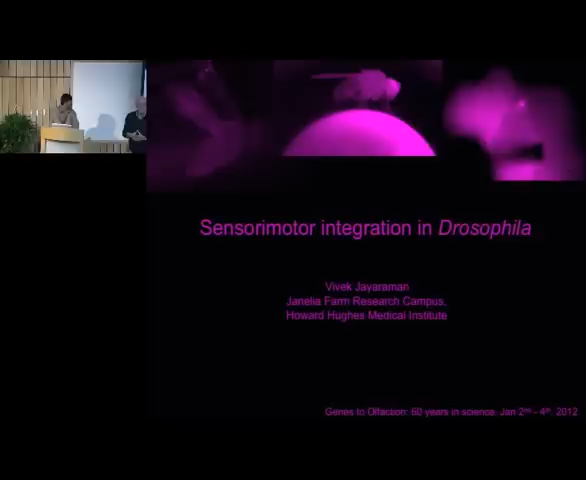 Sensorimotor integration in Drosophila
Vivek Jayaraman
Janelia Farm Research Campus,
Howard Hughes Medical Institute
Genes to Olfaction: 60 years in science. Jan 2nd - 4th, 2012